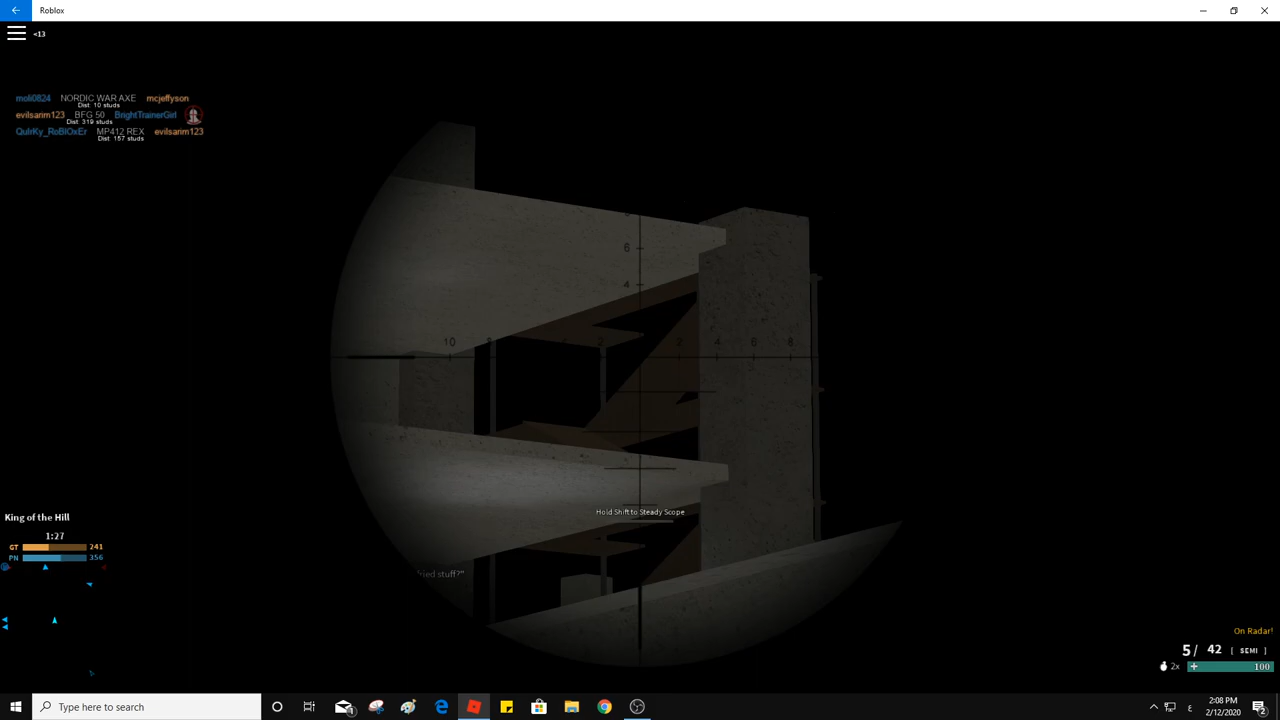 Roblox
<13
moli0824 NORDIC WAR AXE mcjeffyson
Dist: 10 studs
evilsarim123 BFG 50 BrightTrainerGirl
Dist: 319 studs
QuIrKy_RoBlOxEr MP412 REX evilsarim123
Dist: 157 studs
6
4
10
2
2 4 6 8
Hold Shift to Steady Scope
fried stuff?"
King of the Hill
1:27
GT 241
PN 356
On Radar!
5/ 42 [ SEMI ]
2x + 100
Type here to search
2:08 PM
ع
2/12/2020
2